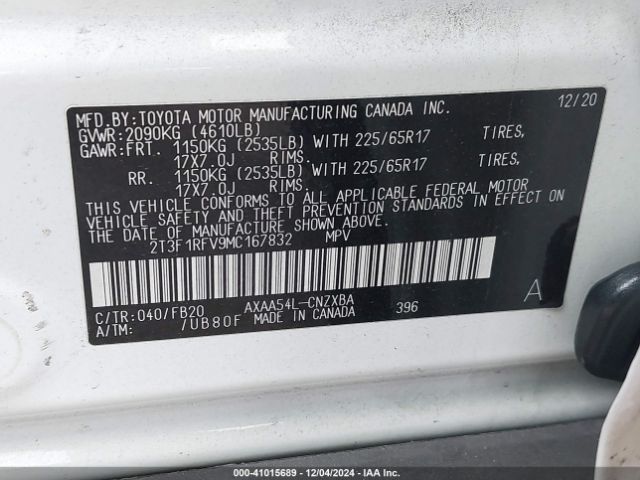 MFD.BY:TOYOTA MOTOR MANUFACTURING CANADA INC. 12/20
GVWR:2090KG (4610LB)
GAWR:FRT. 1150KG (2535LB) WITH 225/65R17 TIRES,
17X7.0J RIMS.
RR. 1150KG (2535LB) WITH 225/65R17 TIRES,
17X7.0J RIMS.
THIS VEHICLE CONFORMS TO ALL APPLICABLE FEDERAL MOTOR
VEHICLE SAFETY AND THEFT PREVENTION STANDARDS IN EFFECT ON
THE DATE OF MANUFACTURE SHOWN ABOVE.
2T3F1RFV9MC167832 MPV
C/TR:040/FB20 AXAA54L-CNZXBA 396 A
A/TM: /UB80F MADE IN CANADA
000-41015689 - 12/04/2024 - IAA Inc.